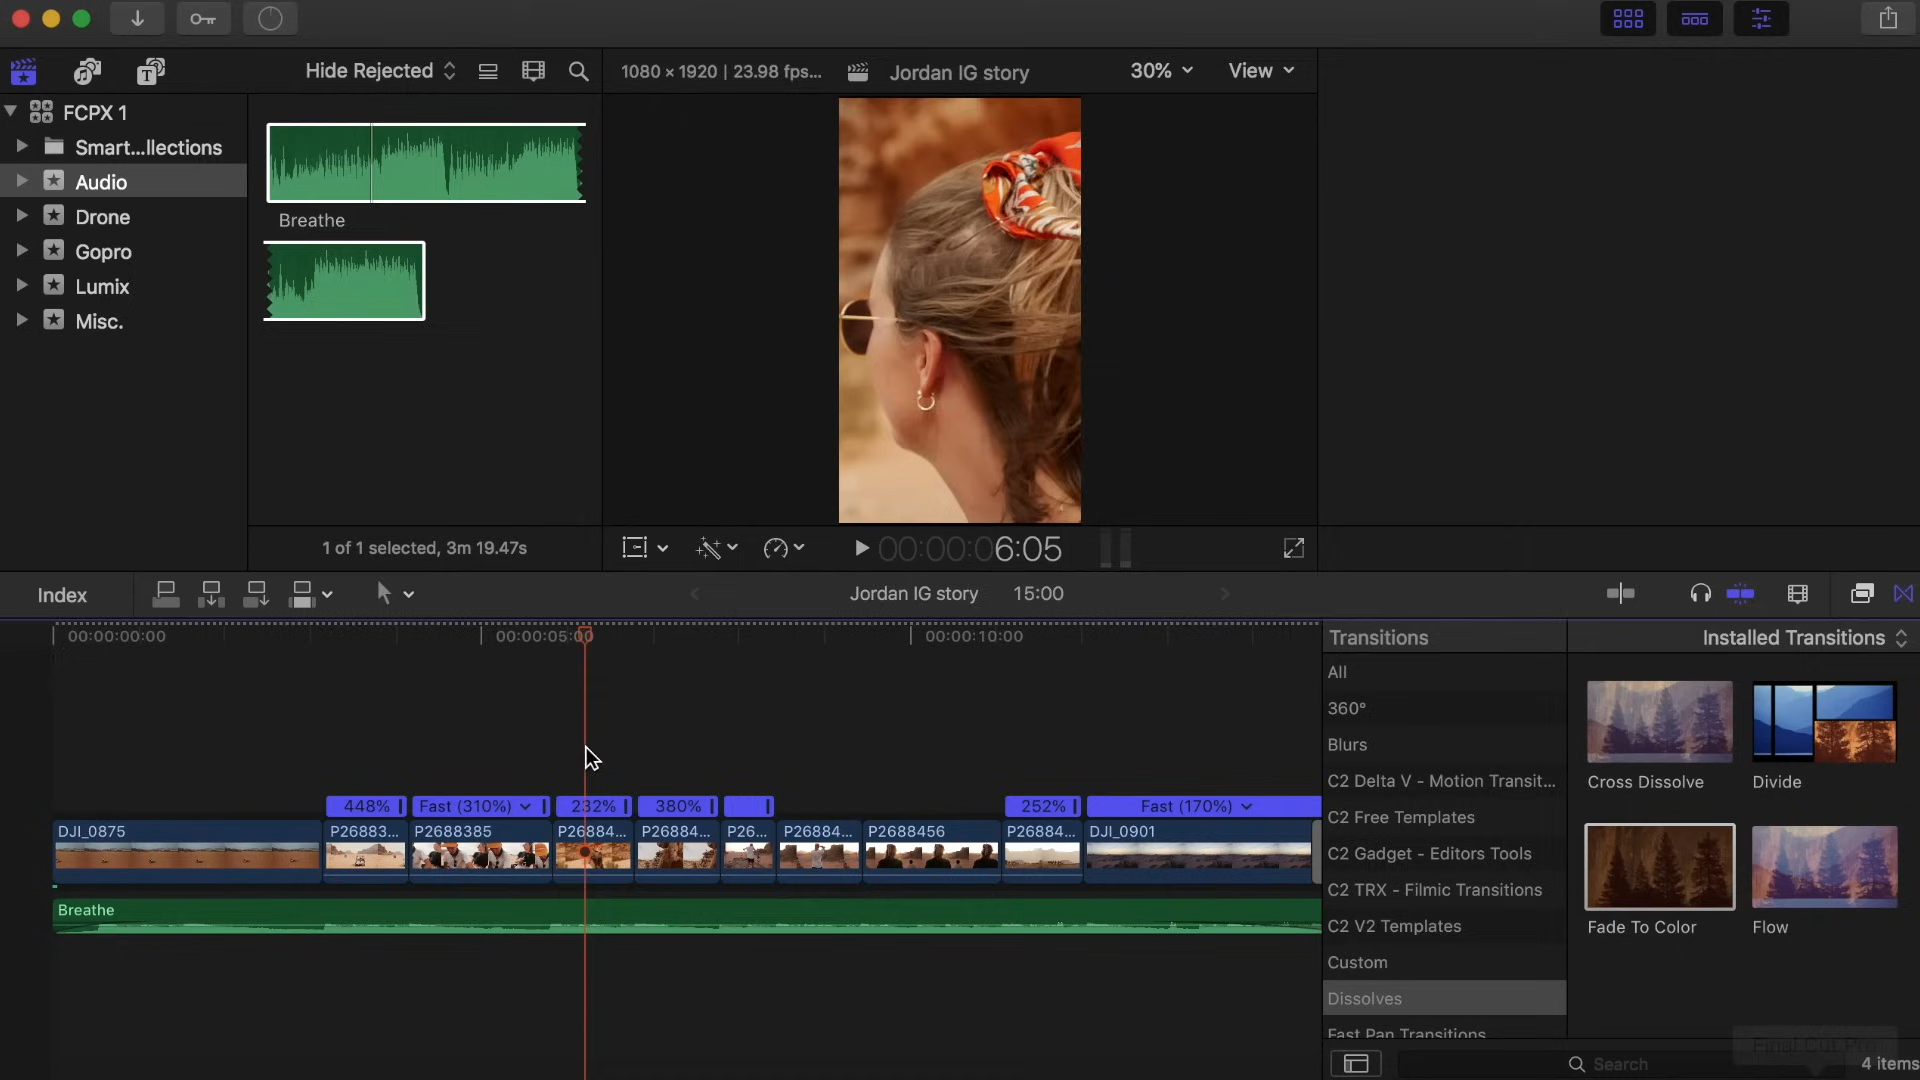 Hide Rejected
1080 × 1920 | 23.98 fps...
Jordan IG story
30%
View
FCPX 1
Smart...llections
Audio
Drone
Gopro
Lumix
Misc.
Breathe
1 of 1 selected, 3m 19.47s
00:00:06:05
Index
Jordan IG story
15:00
00:00:00:00
00:00:05:00
00:00:10:00
448%
Fast (310%)
232%
380%
252%
Fast (170%)
DJI_0875
P26883...
P2688385
P26884...
P26884...
P26...
P26884...
P2688456
P26884...
DJI_0901
Breathe
Transitions
Installed Transitions
All
360°
Blurs
C2 Delta V - Motion Transit...
C2 Free Templates
C2 Gadget - Editors Tools
C2 TRX - Filmic Transitions
C2 V2 Templates
Custom
Dissolves
Fast Pan Transitions
Cross Dissolve
Divide
Fade To Color
Flow
Final Cut Pro
Search
4 items